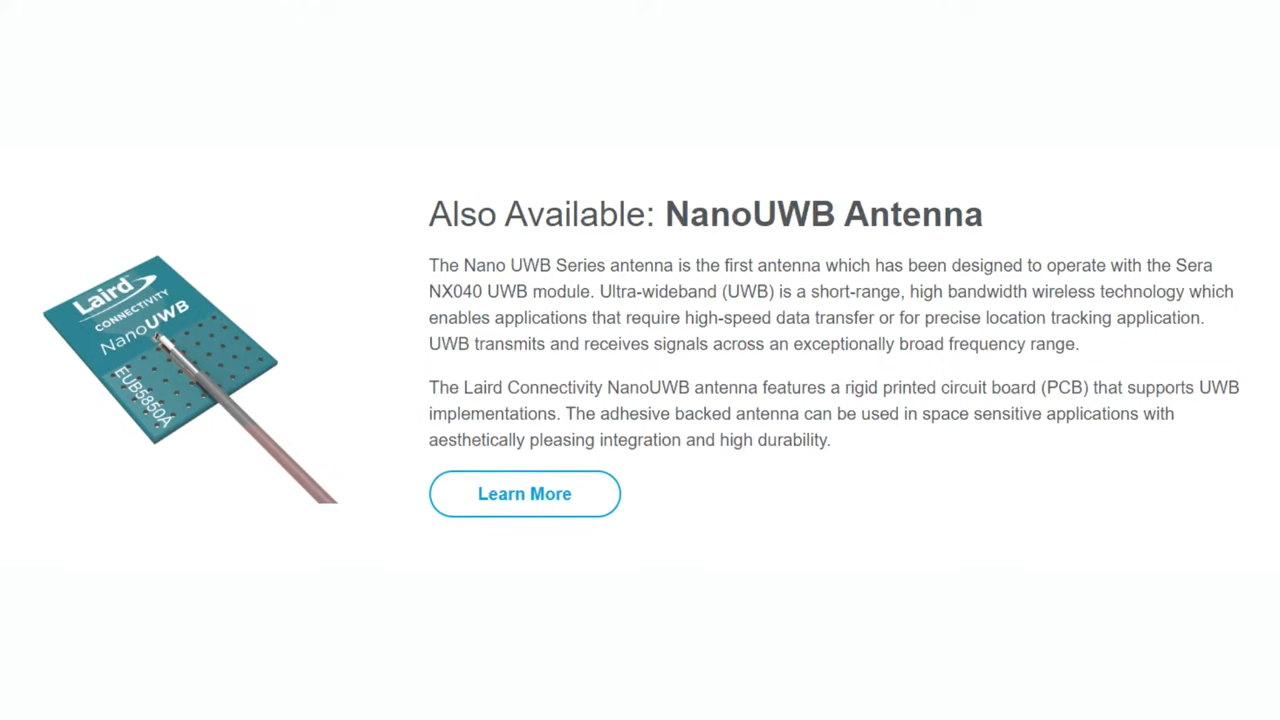 Also Available: NanoUWB Antenna
The Nano UWB Series antenna is the first antenna which has been designed to operate with the Sera
NX040 UWB module. Ultra-wideband (UWB) is a short-range, high bandwidth wireless technology which
enables applications that require high-speed data transfer or for precise location tracking application.
UWB transmits and receives signals across an exceptionally broad frequency range.
The Laird Connectivity NanoUWB antenna features a rigid printed circuit board (PCB) that supports UWB
implementations. The adhesive backed antenna can be used in space sensitive applications with
aesthetically pleasing integration and high durability.
Learn More
Laird
CONNECTIVITY
NanoUWB
EUB5850A